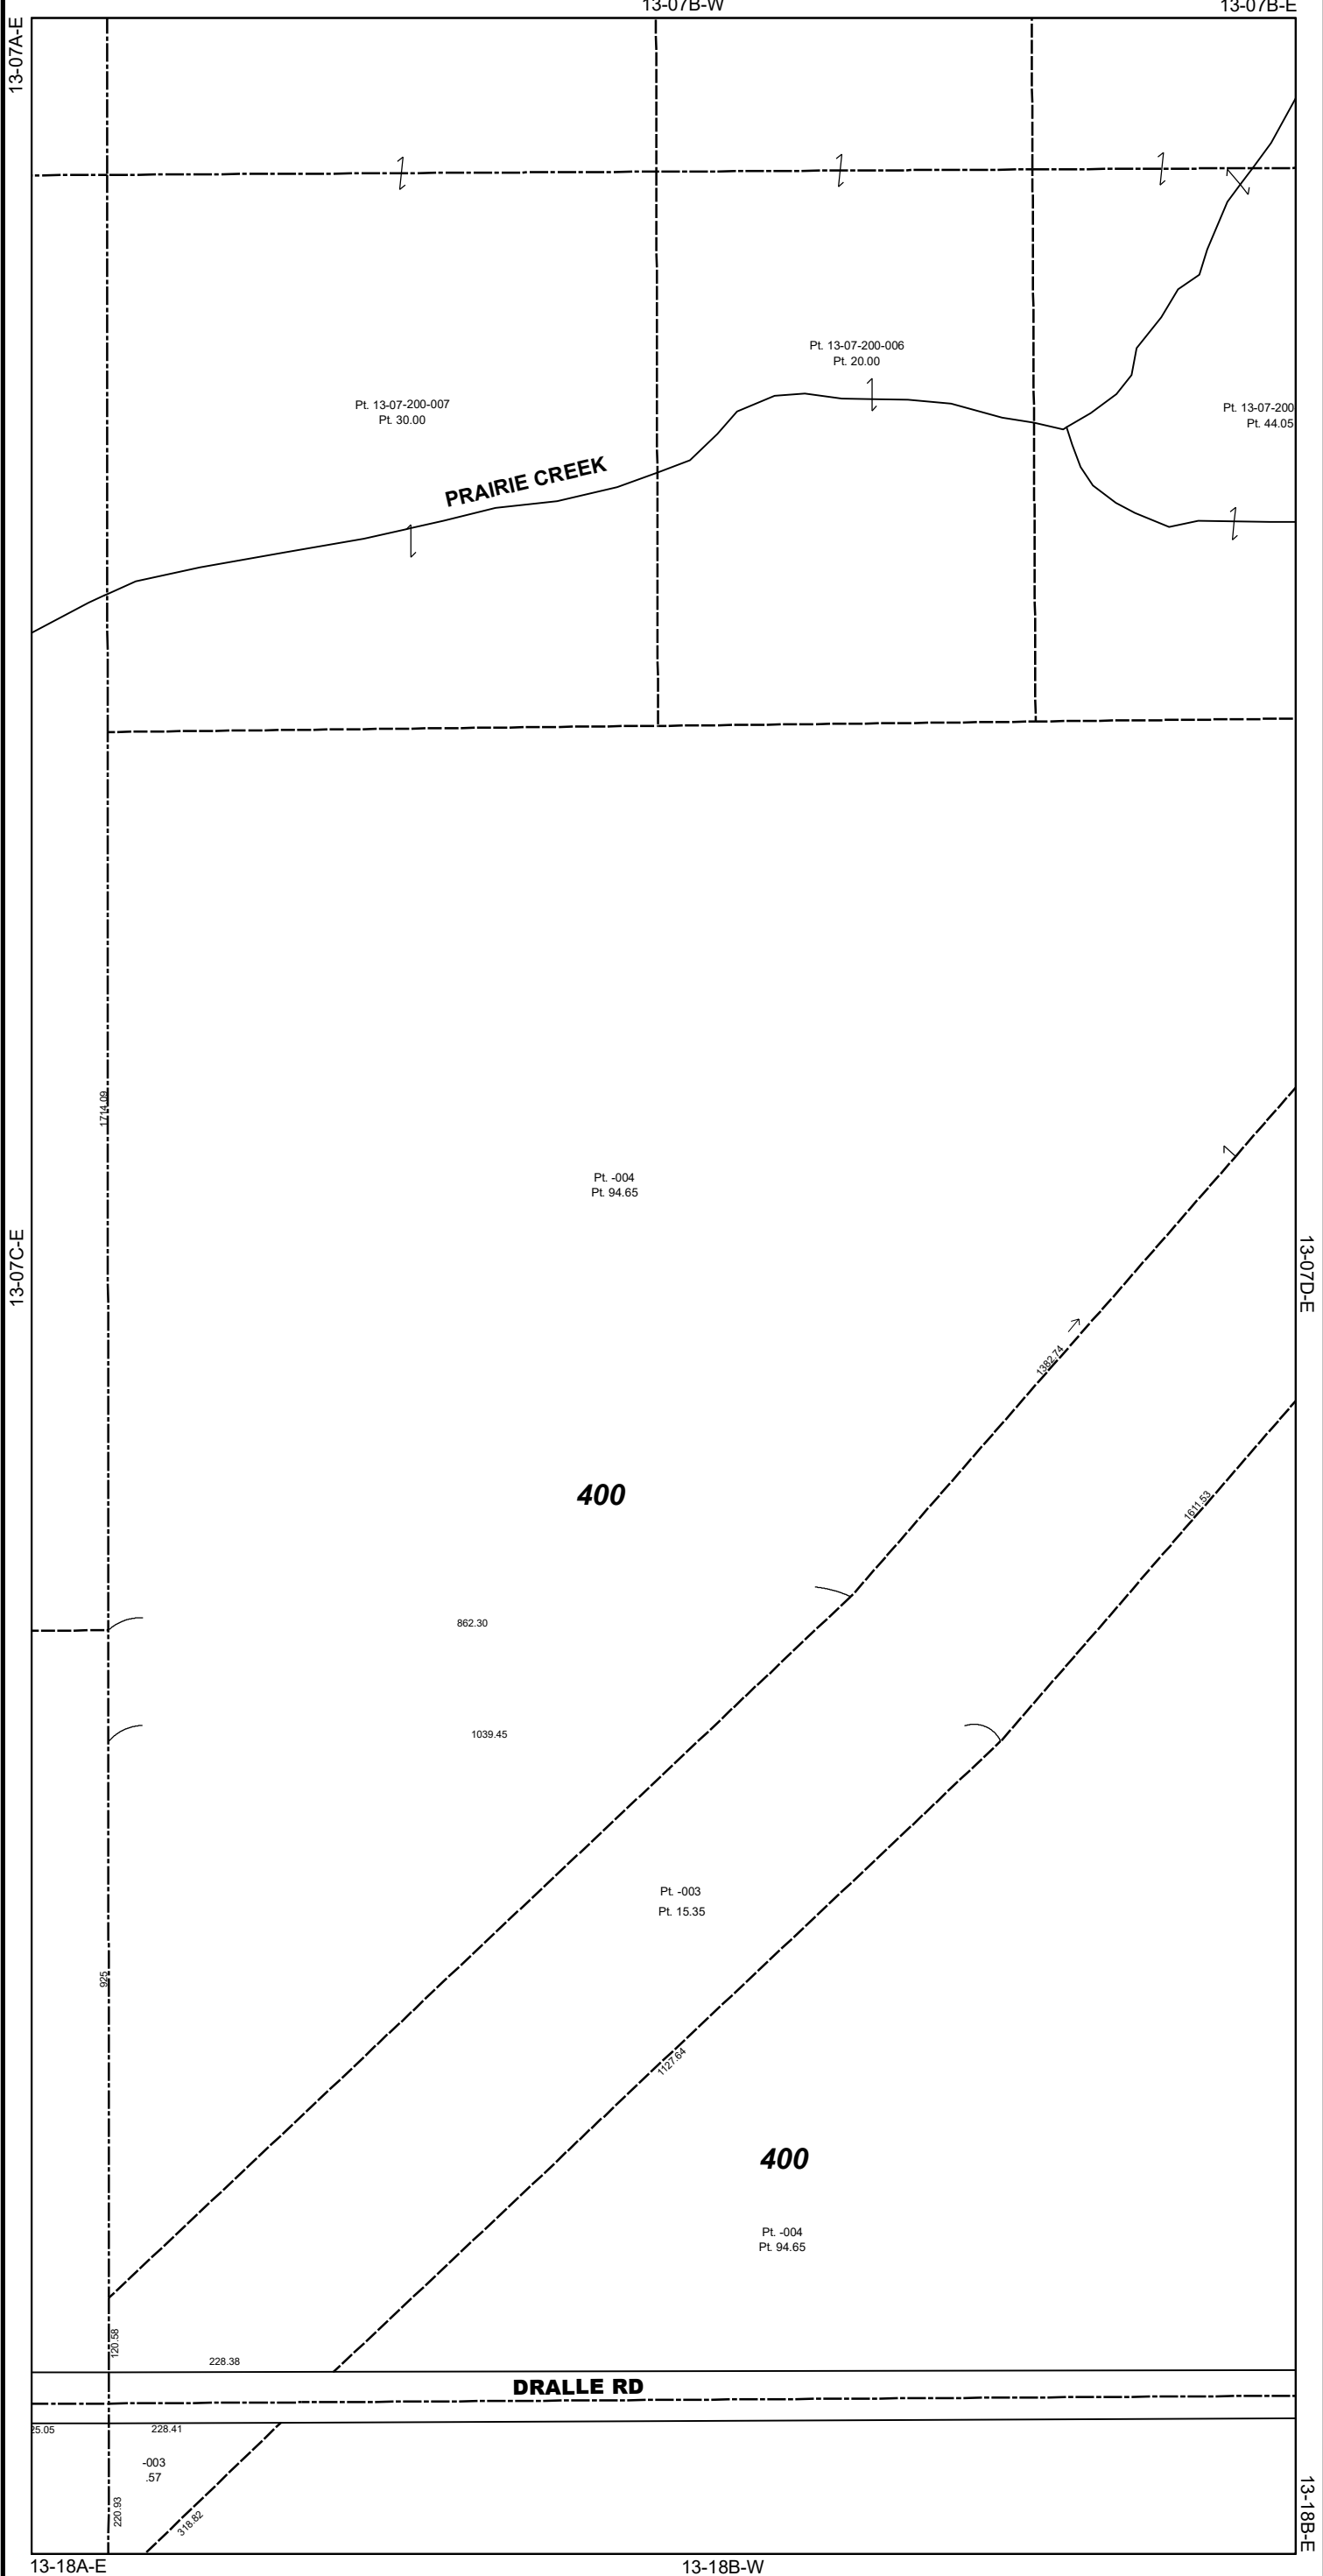 13-07B-W
13-07B-E
13-07A-E
Pt. 13-07-200-006
Pt. 20.00
Pt. 13-07-200-007
Pt. 30.00
Pt. 13-07-200
Pt. 44.05
PRAIRIE CREEK
1714.09
Pt. -004
Pt. 94.65
13-07C-E
13-07D-E
1382.74
400
1611.53
862.30
1039.45
Pt. -003
Pt. 15.35
925
1127.64
400
Pt. -004
Pt. 94.65
120.58
228.38
DRALLE RD
25.05
228.41
-003
.57
220.93
318.82
13-18B-E
13-18A-E
13-18B-W